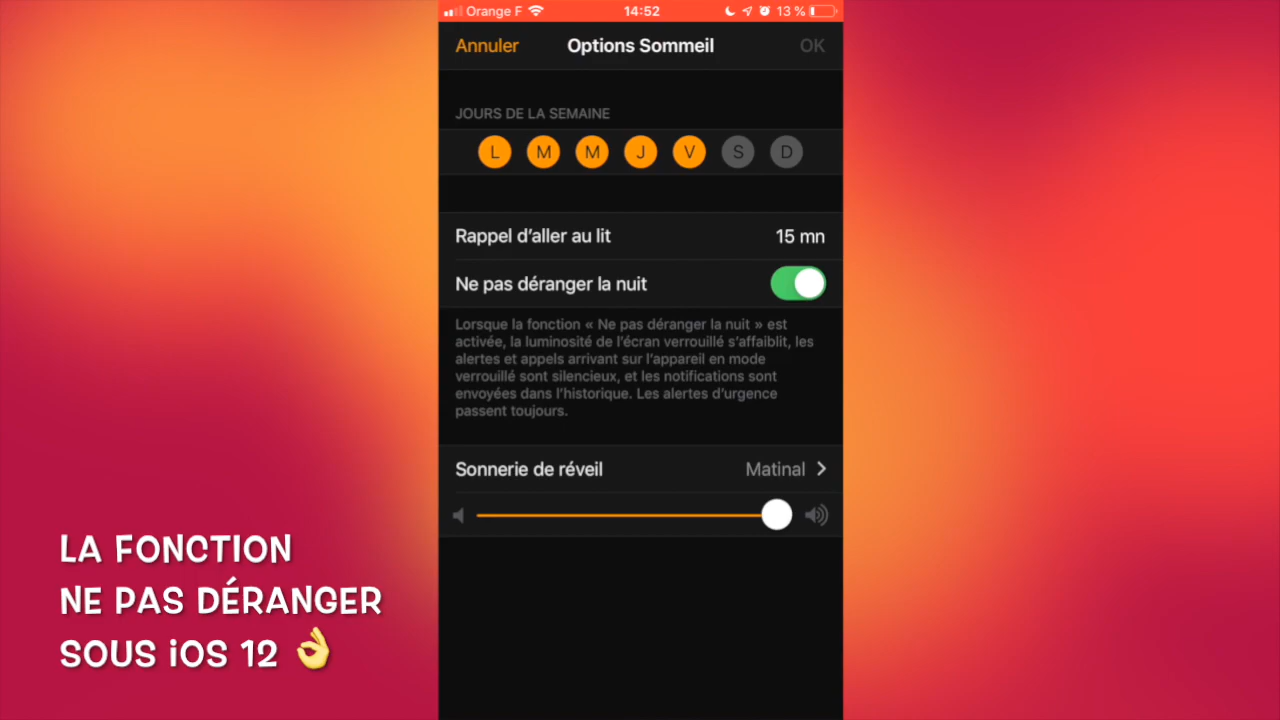 Orange F 14:52 13 %
Annuler Options Sommeil OK
JOURS DE LA SEMAINE
L M M J V S D
Rappel d’aller au lit 15 mn
Ne pas déranger la nuit
Lorsque la fonction « Ne pas déranger la nuit » est
activée, la luminosité de l’écran verrouillé s’affaiblit, les
alertes et appels arrivant sur l’appareil en mode
verrouillé sont silencieux, et les notifications sont
envoyées dans l’historique. Les alertes d’urgence
passent toujours.
Sonnerie de réveil Matinal
LA FONCTION
NE PAS DÉRANGER
SOUS iOS 12 👌